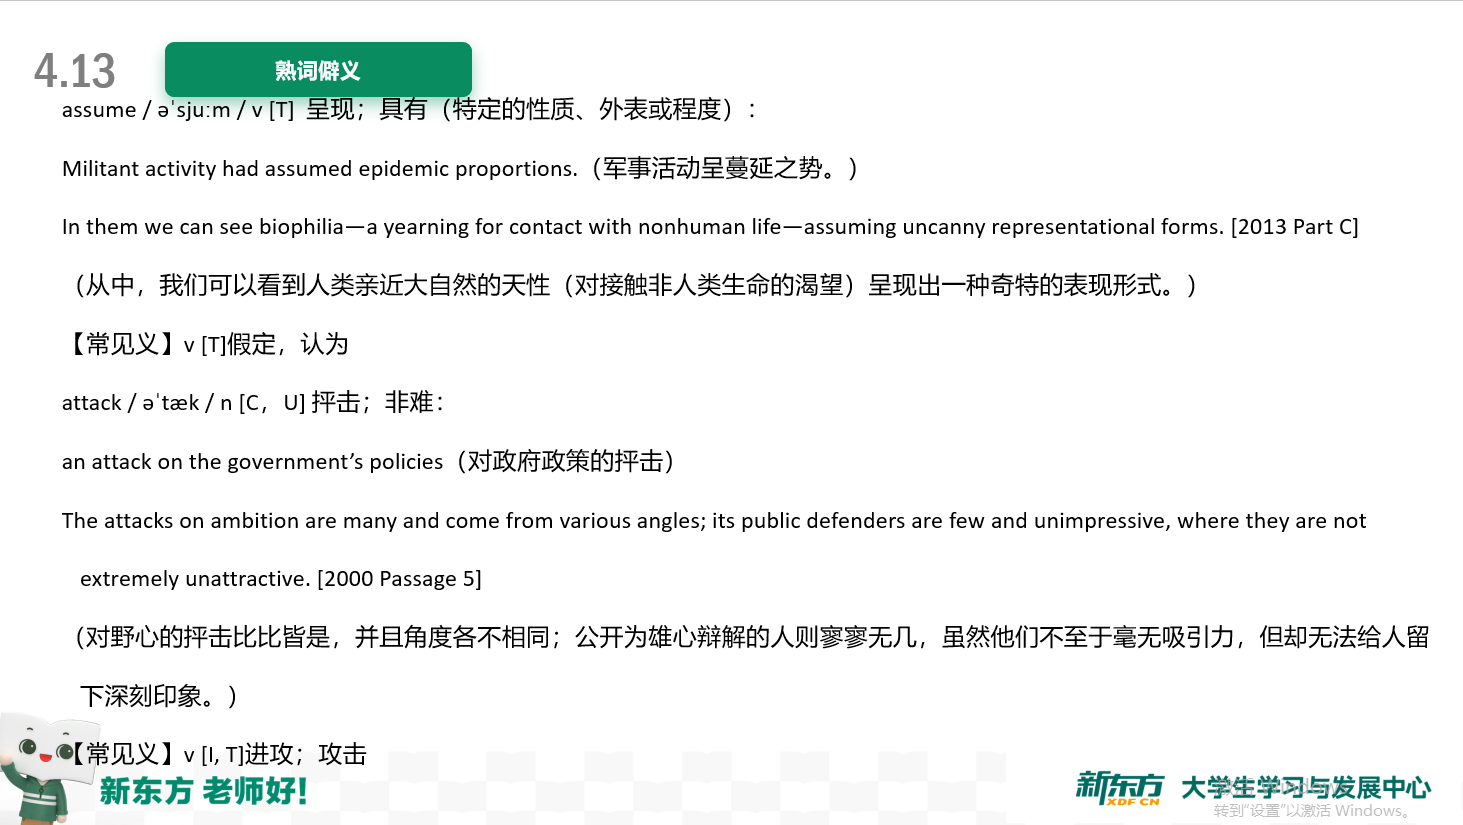 4.13
熟词僻义
assume / əˈsjuːm / v [T] 呈现；具有（特定的性质、外表或程度）：
Militant activity had assumed epidemic proportions.（军事活动呈蔓延之势。）
In them we can see biophilia—a yearning for contact with nonhuman life—assuming uncanny representational forms. [2013 Part C]
（从中，我们可以看到人类亲近大自然的天性（对接触非人类生命的渴望）呈现出一种奇特的表现形式。）
【常见义】v [T]假定，认为
attack / əˈtæk / n [C，U] 抨击；非难：
an attack on the government’s policies（对政府政策的抨击）
The attacks on ambition are many and come from various angles; its public defenders are few and unimpressive, where they are not
extremely unattractive. [2000 Passage 5]
（对野心的抨击比比皆是，并且角度各不相同；公开为雄心辩解的人则寥寥无几，虽然他们不至于毫无吸引力，但却无法给人留
下深刻印象。）
【常见义】v [I, T]进攻；攻击
新东方 老师好!
新东方 XDF.CN 大学生学习与发展中心
激活 Windows
转到“设置”以激活 Windows。